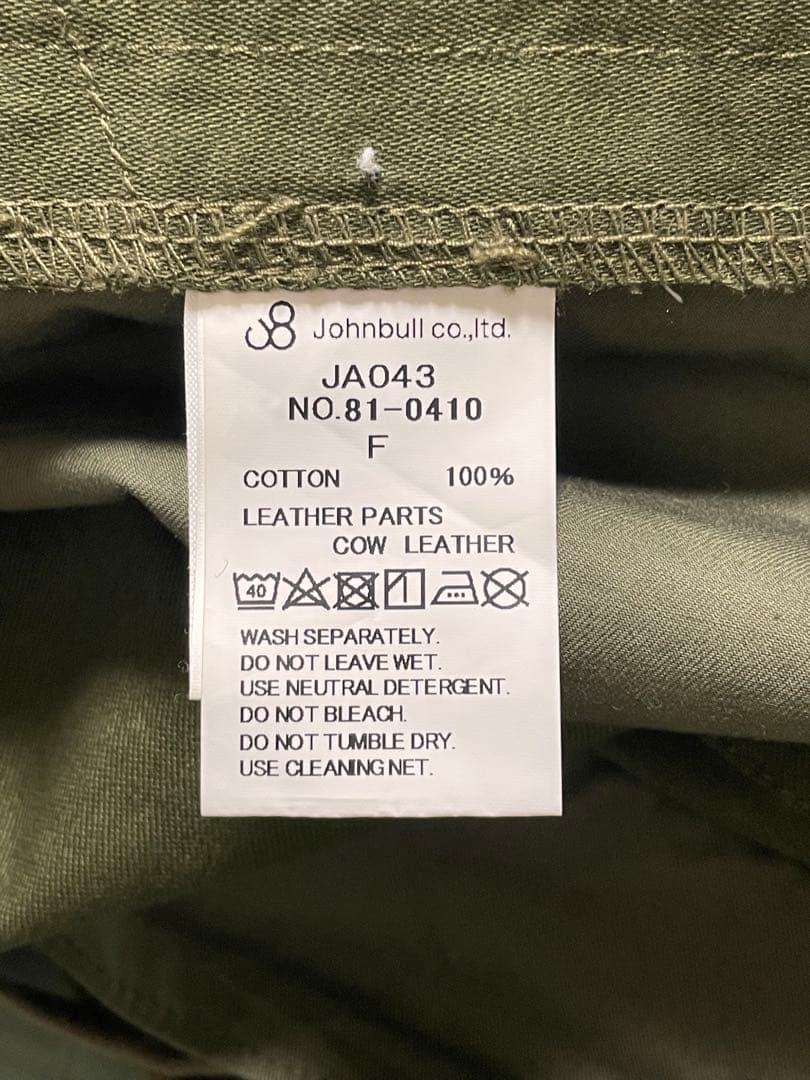 Johnbull co.,ltd.
JA043
NO.81-0410
F
COTTON 100%
LEATHER PARTS
COW LEATHER
40
WASH SEPARATELY.
DO NOT LEAVE WET.
USE NEUTRAL DETERGENT.
DO NOT BLEACH.
DO NOT TUMBLE DRY.
USE CLEANING NET.